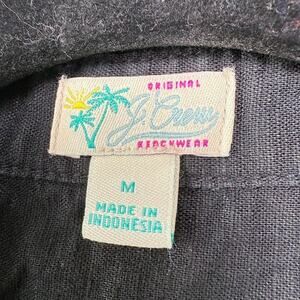 ORIGINAL
J. Crew
BEACHWEAR
M
MADE IN
INDONESIA